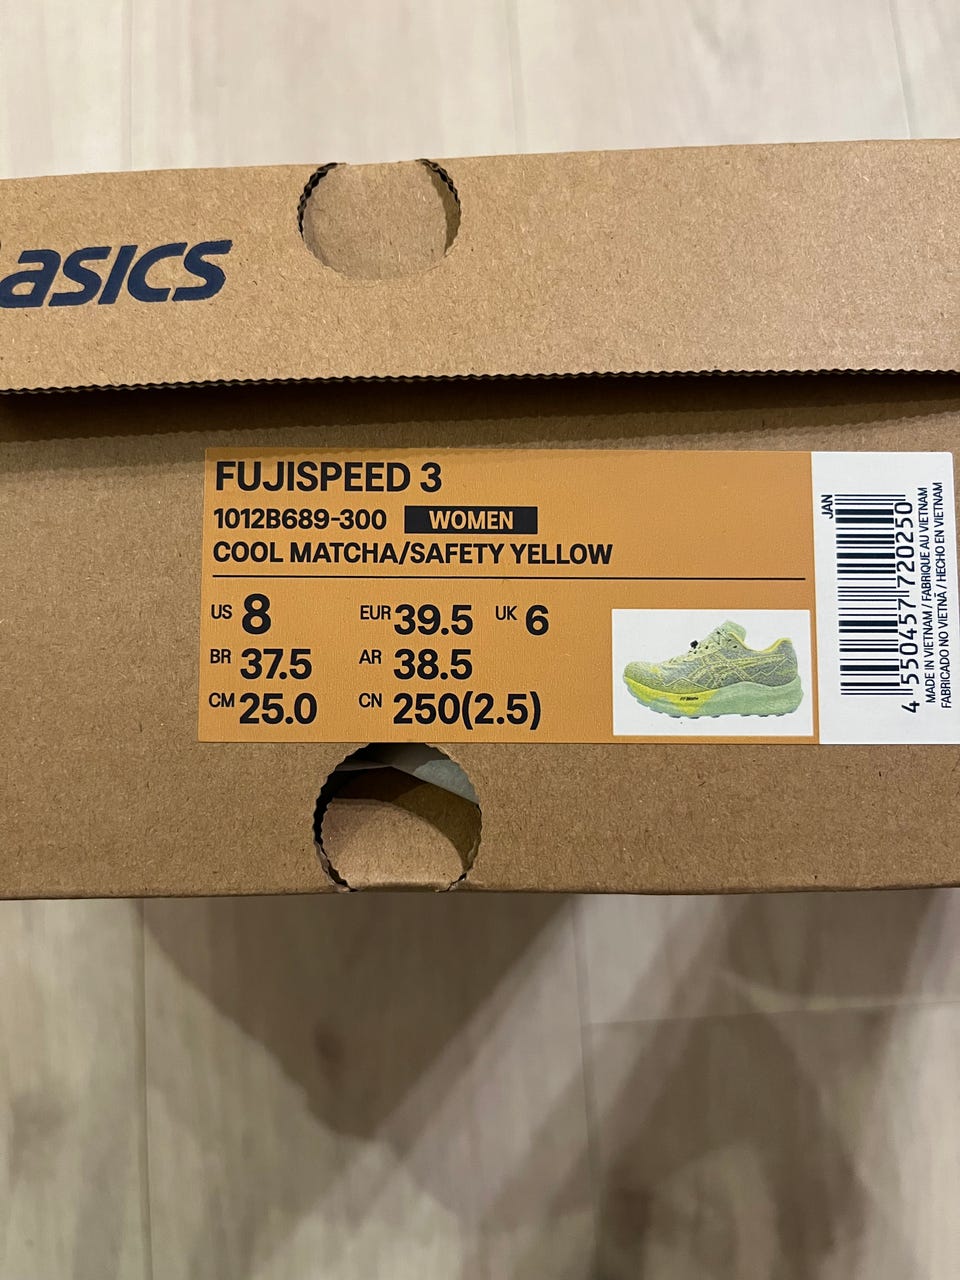 asics
FUJISPEED 3
1012B689-300 WOMEN
COOL MATCHA/SAFETY YELLOW
US 8 EUR 39.5 UK 6
BR 37.5 AR 38.5
CM 25.0 CN 250(2.5)
JAN
4 550457 720250
MADE IN VIETNAM / FABRIQUE AU VIETNAM
FABRICADO NO VIETNÃ / HECHO EN VIETNAM